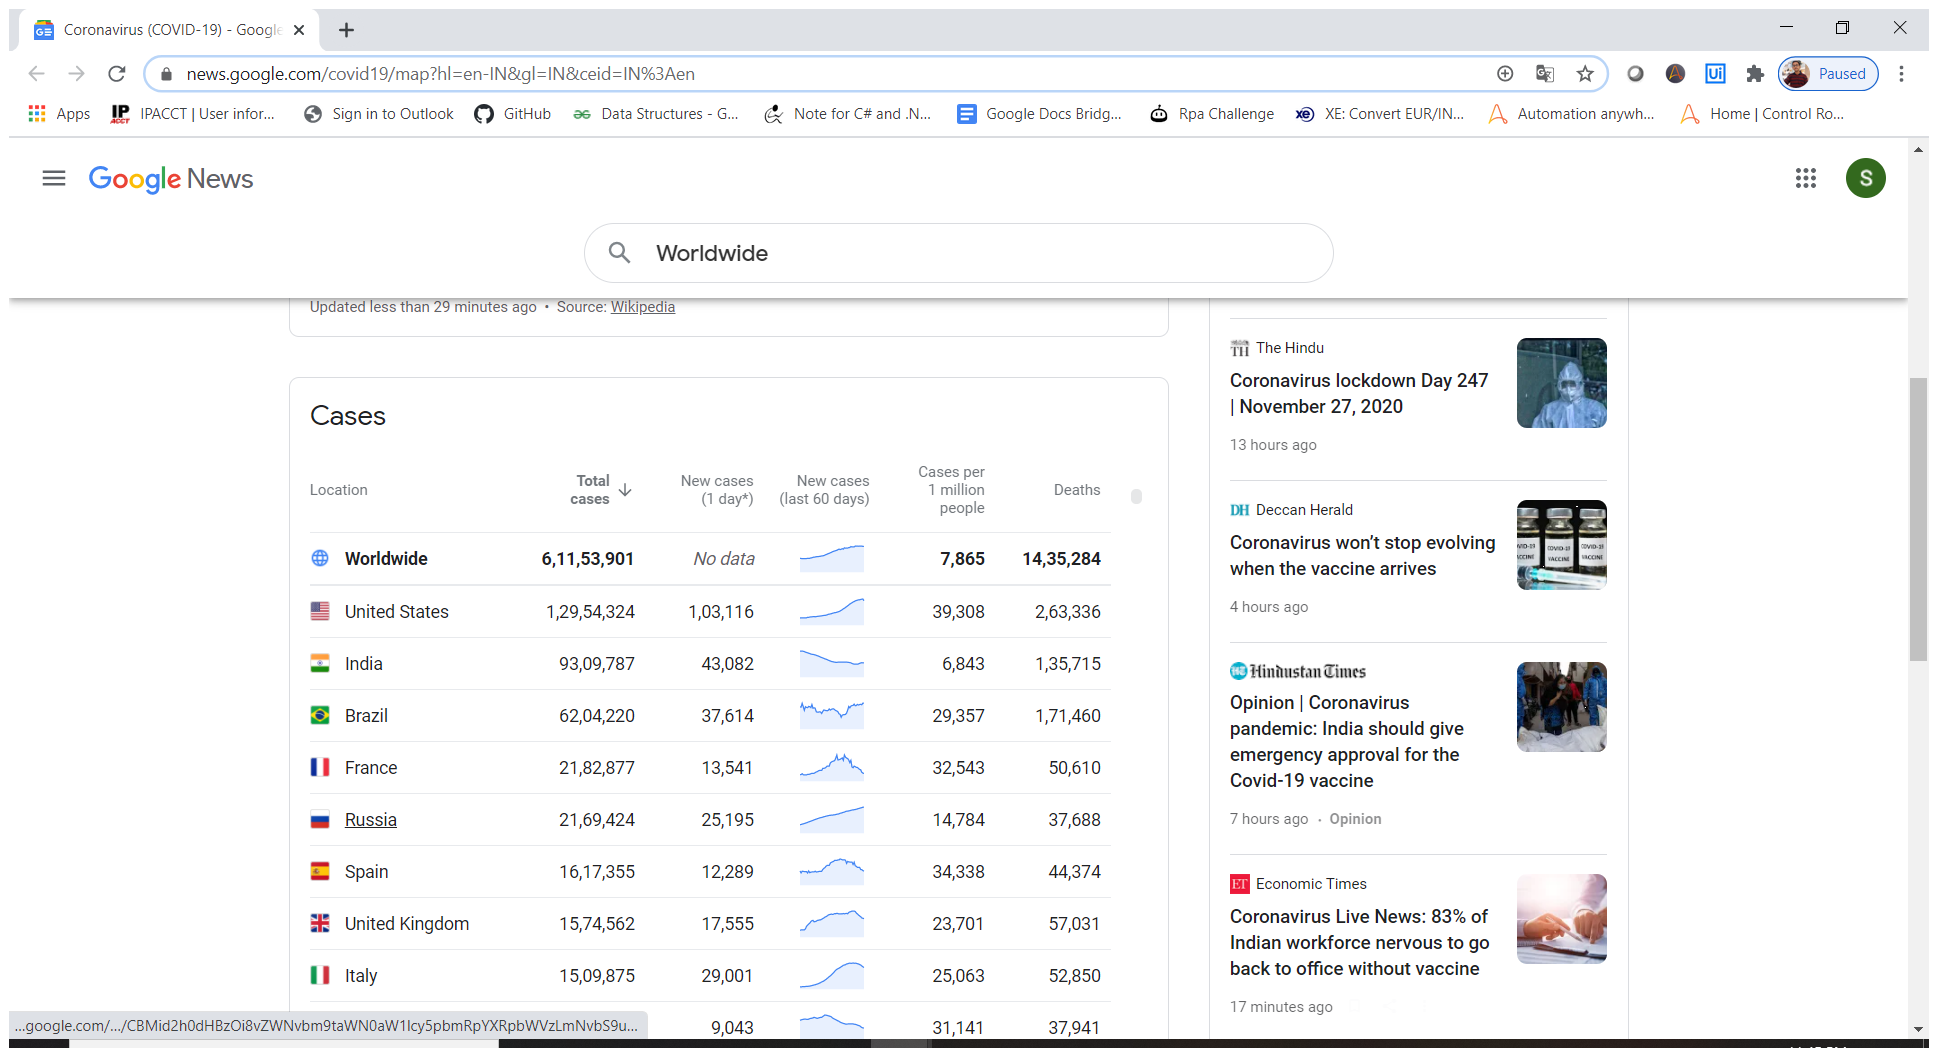 Coronavirus (COVID-19) - Google
news.google.com/covid19/map?hl=en-IN&gl=IN&ceid=IN%3Aen
Ui
Paused
Apps
IP
ACCT
IPACCT | User infor...
Sign in to Outlook
GitHub
Data Structures - G...
Note for C# and .N...
Google Docs Bridg...
Rpa Challenge
XE: Convert EUR/IN...
Automation anywh...
Home | Control Ro...
Google News
S
Worldwide
Updated less than 29 minutes ago • Source: Wikipedia
Cases
Location
Total cases
New cases (1 day*)
New cases (last 60 days)
Cases per 1 million people
Deaths
Worldwide 6,11,53,901 No data 7,865 14,35,284
United States 1,29,54,324 1,03,116 39,308 2,63,336
India 93,09,787 43,082 6,843 1,35,715
Brazil 62,04,220 37,614 29,357 1,71,460
France 21,82,877 13,541 32,543 50,610
Russia 21,69,424 25,195 14,784 37,688
Spain 16,17,355 12,289 34,338 44,374
United Kingdom 15,74,562 17,555 23,701 57,031
Italy 15,09,875 29,001 25,063 52,850
9,043 31,141 37,941
TH The Hindu
Coronavirus lockdown Day 247
| November 27, 2020
13 hours ago
DH Deccan Herald
Coronavirus won’t stop evolving
when the vaccine arrives
4 hours ago
COVID-19
VACCINE
Hindustan Times
Opinion | Coronavirus
pandemic: India should give
emergency approval for the
Covid-19 vaccine
7 hours ago • Opinion
ET Economic Times
Coronavirus Live News: 83% of
Indian workforce nervous to go
back to office without vaccine
17 minutes ago